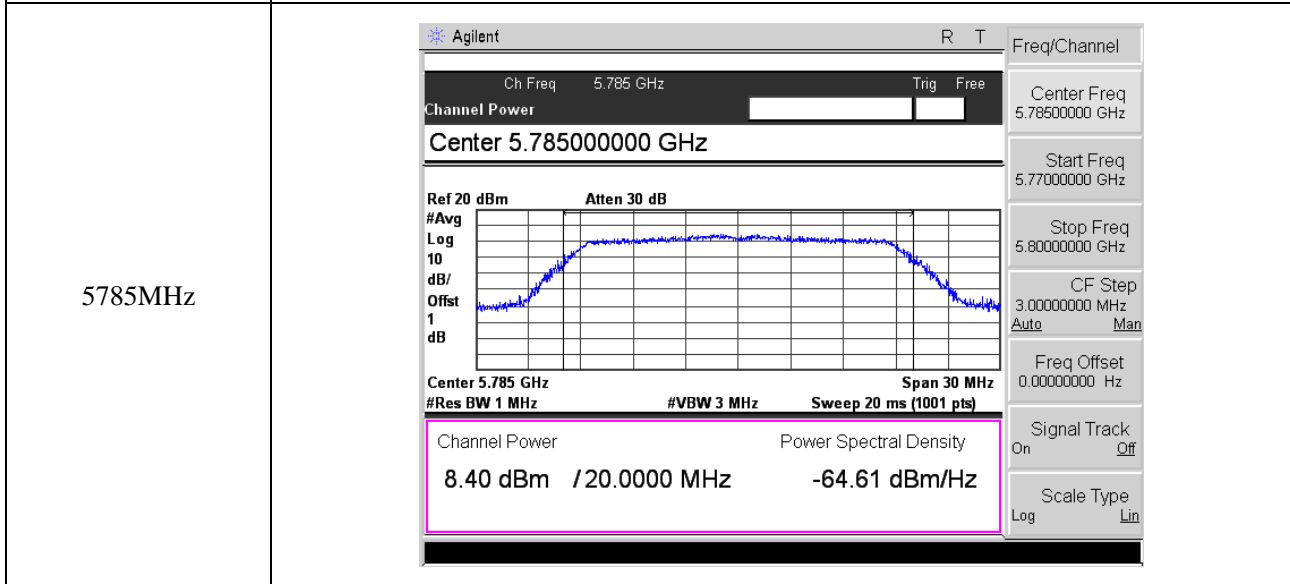 5785MHz
Agilent R T
Ch Freq 5.785 GHz Trig Free
Channel Power
Center 5.785000000 GHz
Ref 20 dBm Atten 30 dB
#Avg
Log
10
dB/
Offst
1
dB
Center 5.785 GHz Span 30 MHz
#Res BW 1 MHz #VBW 3 MHz Sweep 20 ms (1001 pts)
Channel Power Power Spectral Density
8.40 dBm / 20.0000 MHz -64.61 dBm/Hz
Freq/Channel
Center Freq
5.78500000 GHz
Start Freq
5.77000000 GHz
Stop Freq
5.80000000 GHz
CF Step
3.00000000 MHz
Auto Man
Freq Offset
0.00000000 Hz
Signal Track
On Off
Scale Type
Log Lin